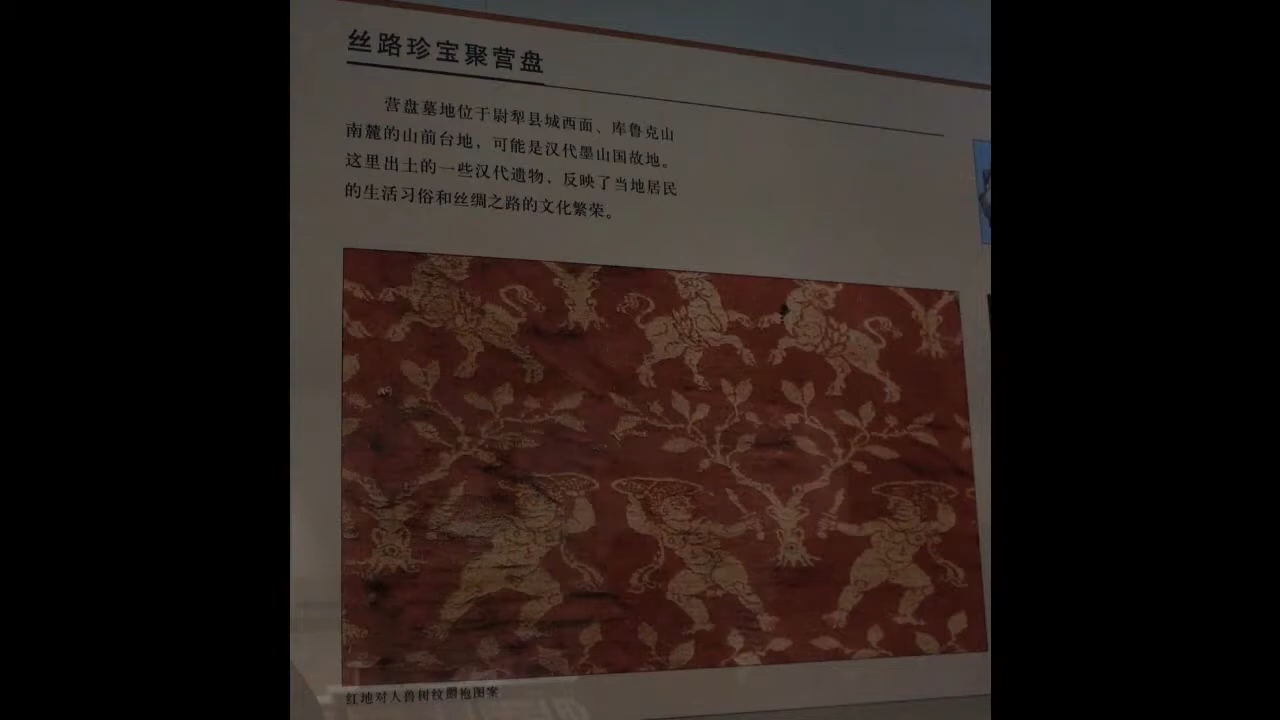 丝路珍宝聚营盘
营盘墓地位于尉犁县城西面、库鲁克山
南麓的山前台地，可能是汉代墨山国故地。
这里出土的一些汉代遗物、反映了当地居民
的生活习俗和丝绸之路的文化繁荣。
红地对人兽树纹罽袍图案